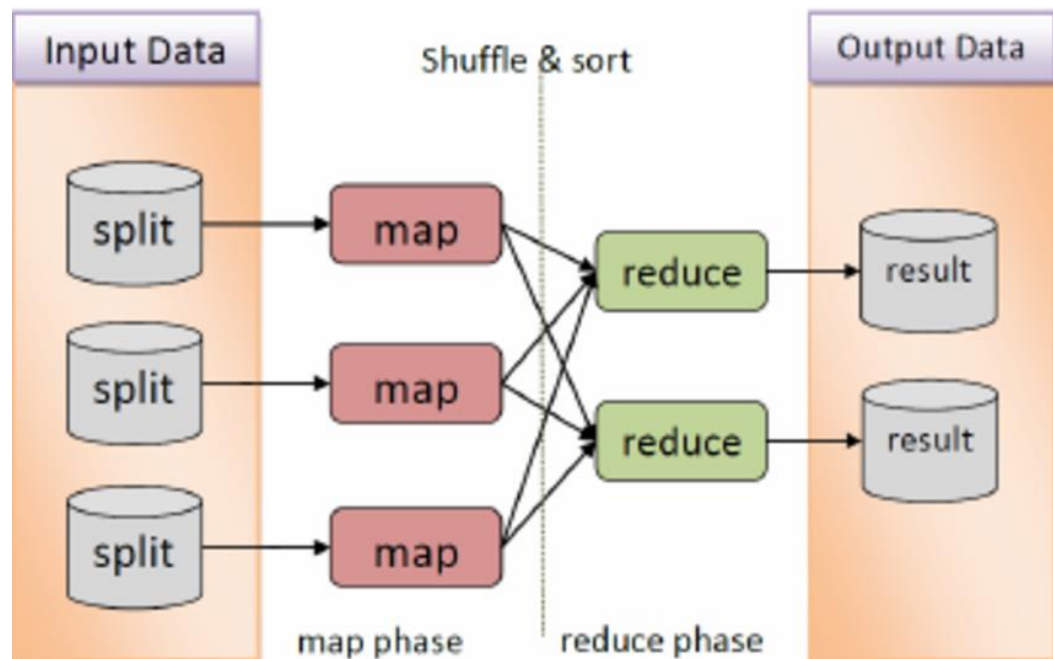 Input Data
Shuffle & sort
Output Data
split
map
reduce
result
split
map
reduce
result
split
map
map phase
reduce phase